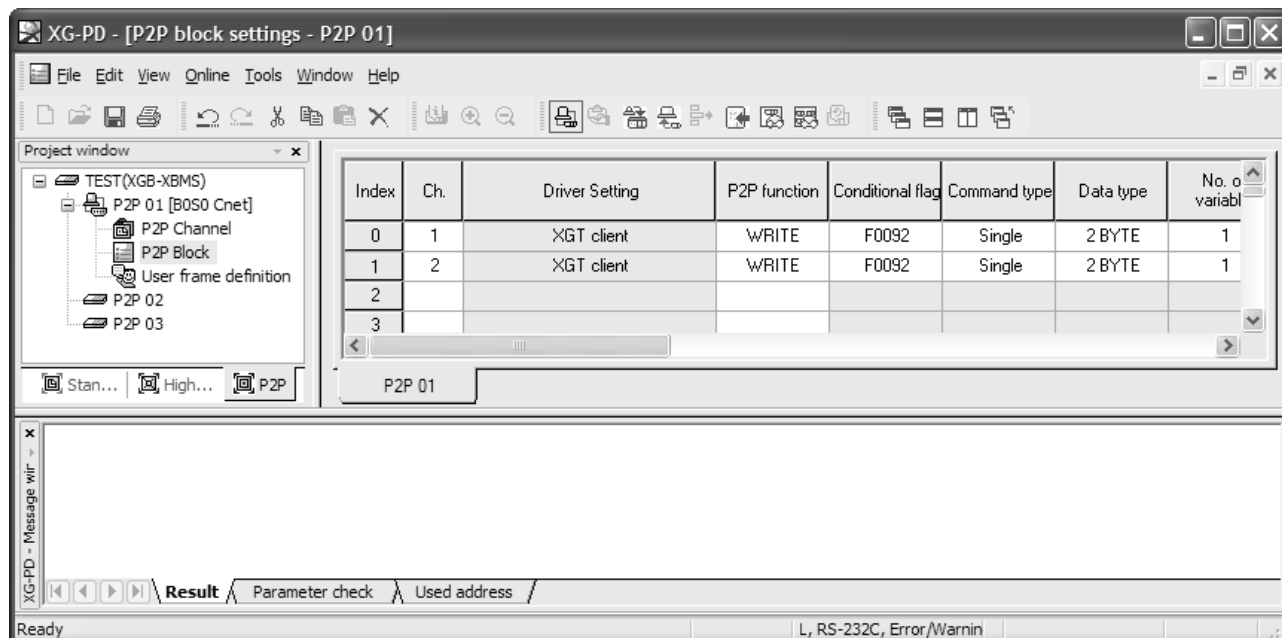 XG-PD - [P2P block settings - P2P 01]
File Edit View Online Tools Window Help
Project window
TEST(XGB-XBMS)
P2P 01 [B0S0 Cnet]
P2P Channel
P2P Block
User frame definition
P2P 02
P2P 03
Stan... High... P2P
Index Ch. Driver Setting P2P function Conditional flag Command type Data type No. o
variabl
0 1 XGT client WRITE F0092 Single 2 BYTE 1
1 2 XGT client WRITE F0092 Single 2 BYTE 1
2
3
P2P 01
XG-PD - Message wir
Result Parameter check Used address
Ready L, RS-232C, Error/Warnin